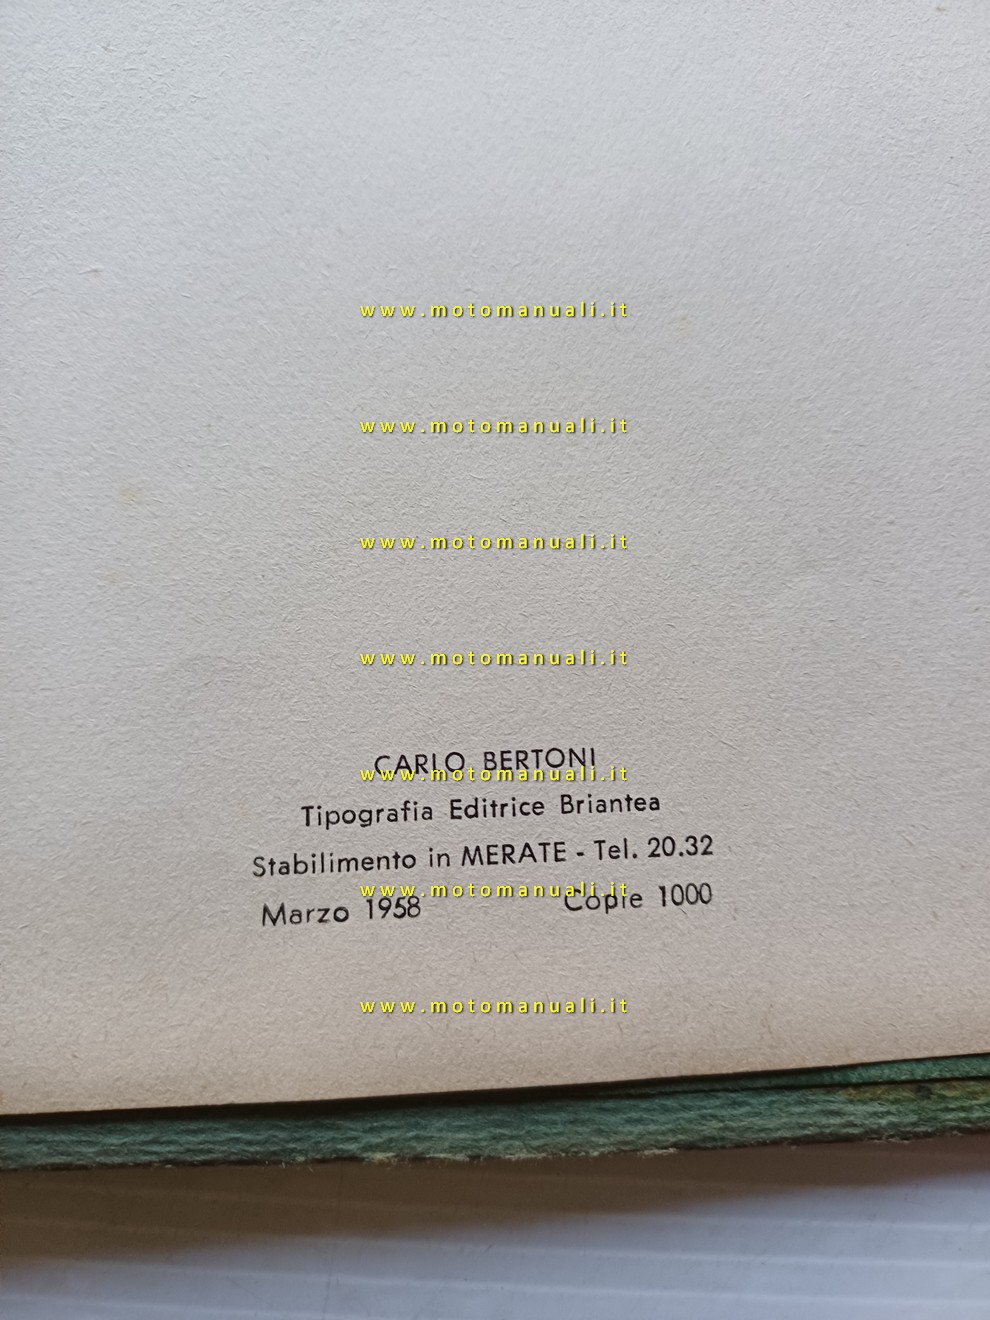 www.motomanuali.it
www.motomanuali.it
www.motomanuali.it
www.motomanuali.it
CARLO BERTONI
www.motomanuali.it
Tipografia Editrice Briantea
Stabilimento in MERATE - Tel. 20.32
www.motomanuali.it
Marzo 1958 Copie 1000
www.motomanuali.it